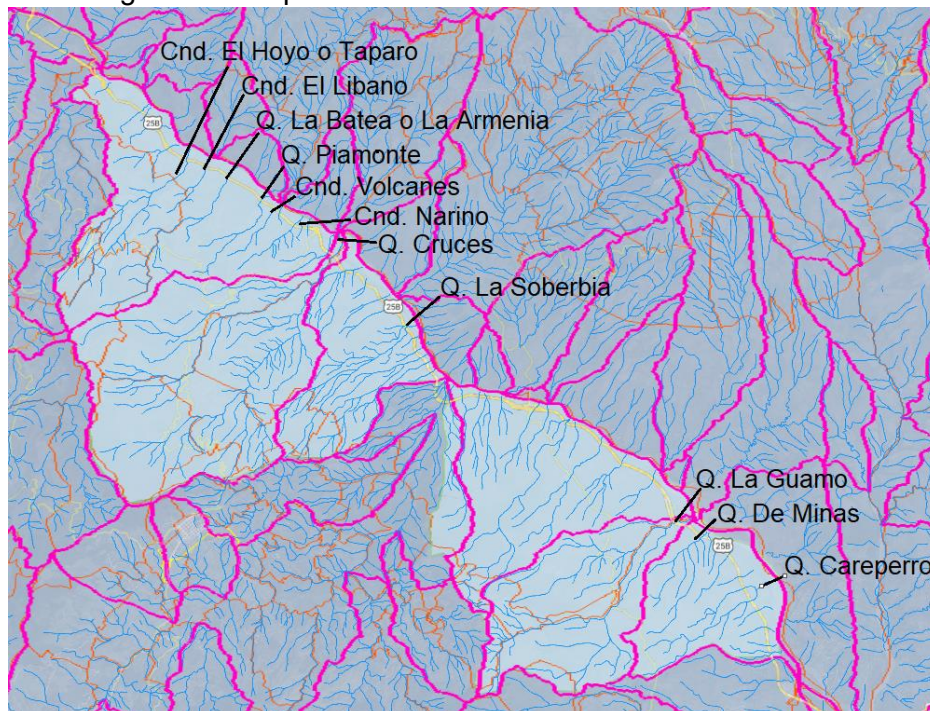 Cnd. El Hoyo o Taparo
Cnd. El Libano
25B
Q. La Batea o La Armenia
Q. Piamonte
Cnd. Volcanes
Cnd. Narino
Q. Cruces
Q. La Soberbia
25B
Q. La Guamo
Q. De Minas
25B
Q. Careperro